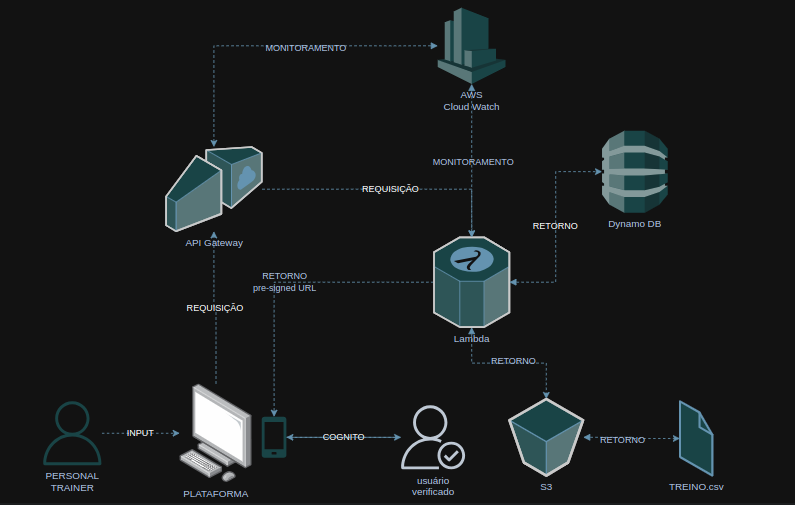 MONITORAMENTO
AWS
Cloud Watch
MONITORAMENTO
REQUISIÇÃO
Dynamo DB
RETORNO
API Gateway
RETORNO
pre-signed URL
REQUISIÇÃO
Lambda
RETORNO
INPUT
COGNITO
RETORNO
PERSONAL
TRAINER
PLATAFORMA
usuário
verificado
S3
TREINO.csv